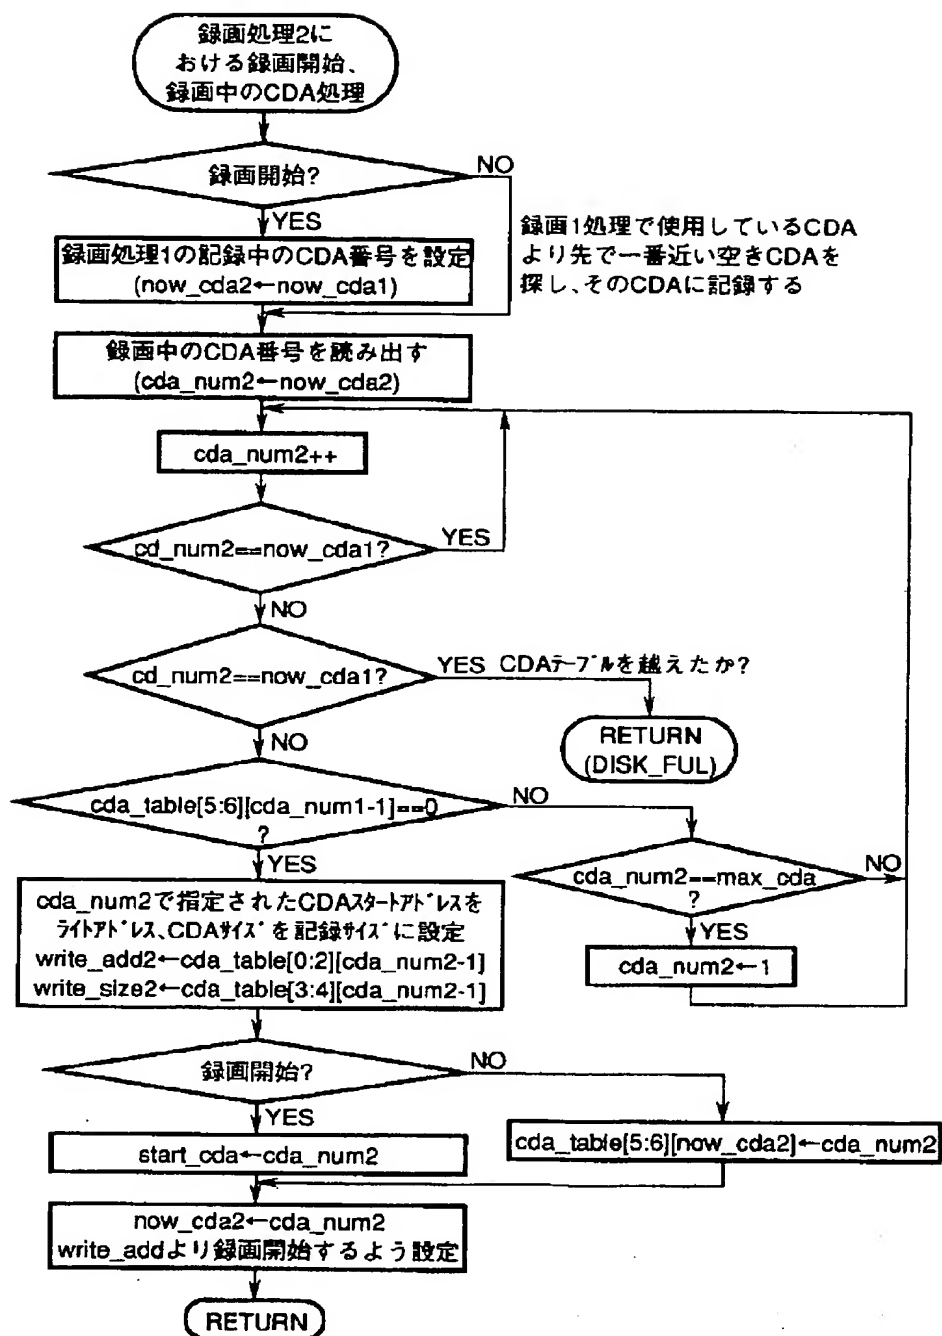 録画処理2に
おける録画開始、
録画中のCDA処理
録画開始?
NO
YES
録画1処理で使用しているCDA
より先で一番近い空きCDAを
探し、そのCDAに記録する
録画処理1の記録中のCDA番号を設定
(now_cda2←now_cda1)
録画中のCDA番号を読み出す
(cda_num2←now_cda2)
cda_num2++
cd_num2==now_cda1?
YES
NO
cd_num2==now_cda1?
YES CDAテーブルを越えたか?
RETURN
(DISK_FUL)
NO
cda_table[5:6][cda_num1-1]==0
?
NO
YES
cda_num2==max_cda
?
NO
YES
cda_num2←1
cda_num2で指定されたCDAスタートアドレスを
ライトアドレス、CDAサイズを記録サイズに設定
write_add2←cda_table[0:2][cda_num2-1]
write_size2←cda_table[3:4][cda_num2-1]
録画開始?
NO
YES
start_cda←cda_num2
cda_table[5:6][now_cda2]←cda_num2
now_cda2←cda_num2
write_addより録画開始するよう設定
RETURN